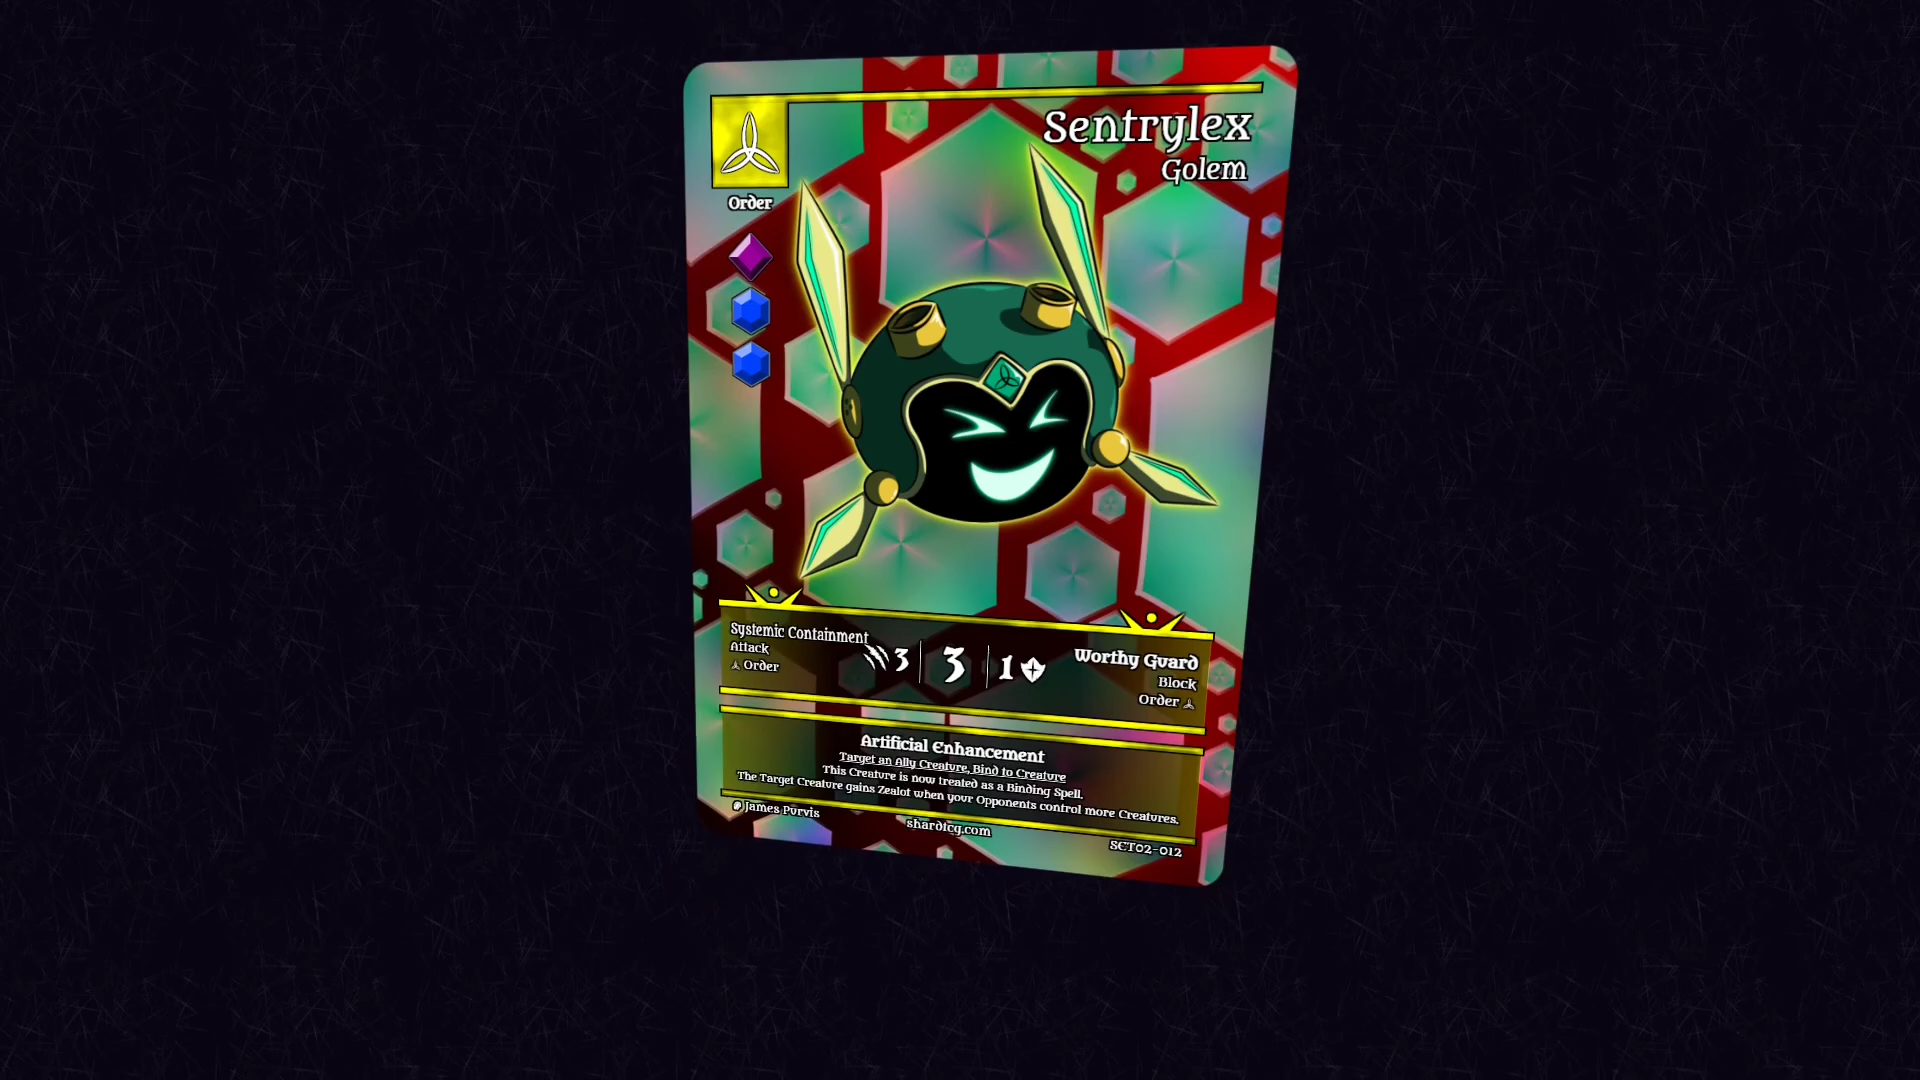 Sentrylex
Golem
Order
Systemic Containment
Attack
Order
3
3
1
Worthy Guard
Block
Order
Artificial Enhancement
Target an Ally Creature, Bind to Creature
This Creature is now treated as a Binding Spell.
The Target Creature gains Zealot when your Opponents control more Creatures.
James Purvis
shardtcg.com
SET02-012